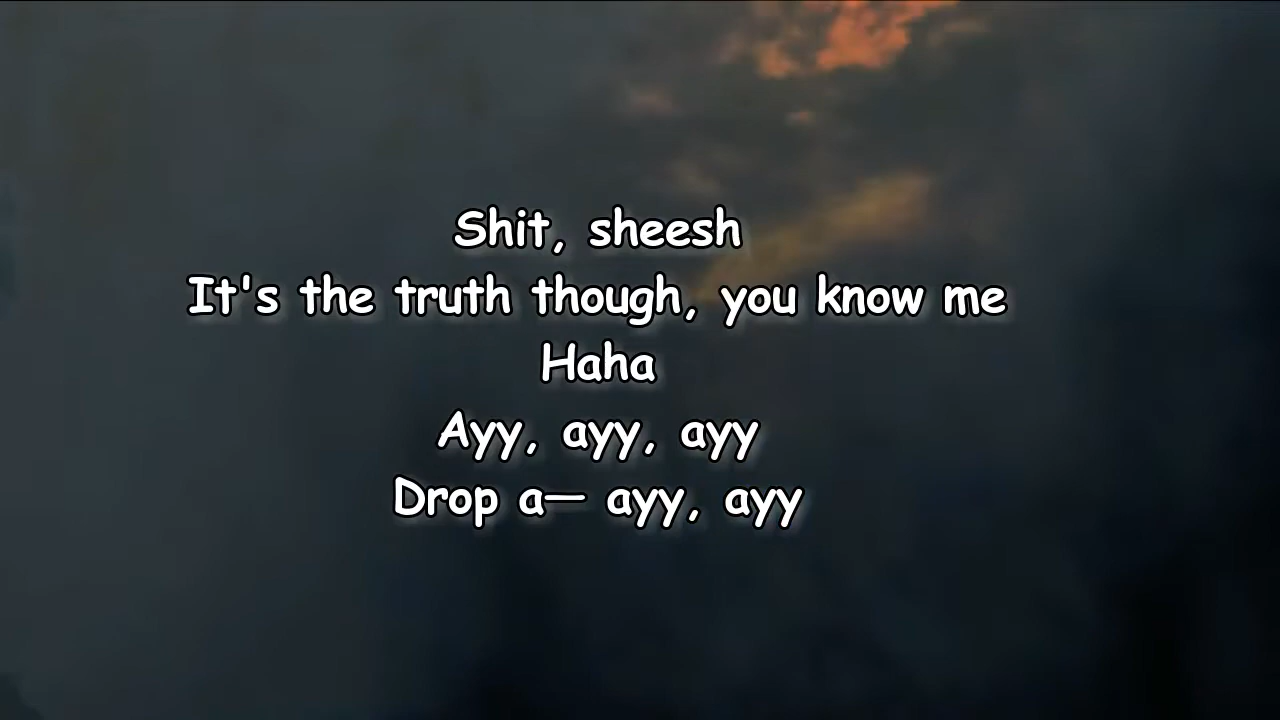 Shit, sheesh
It's the truth though, you know me
Haha
Ayy, ayy, ayy
Drop a— ayy, ayy